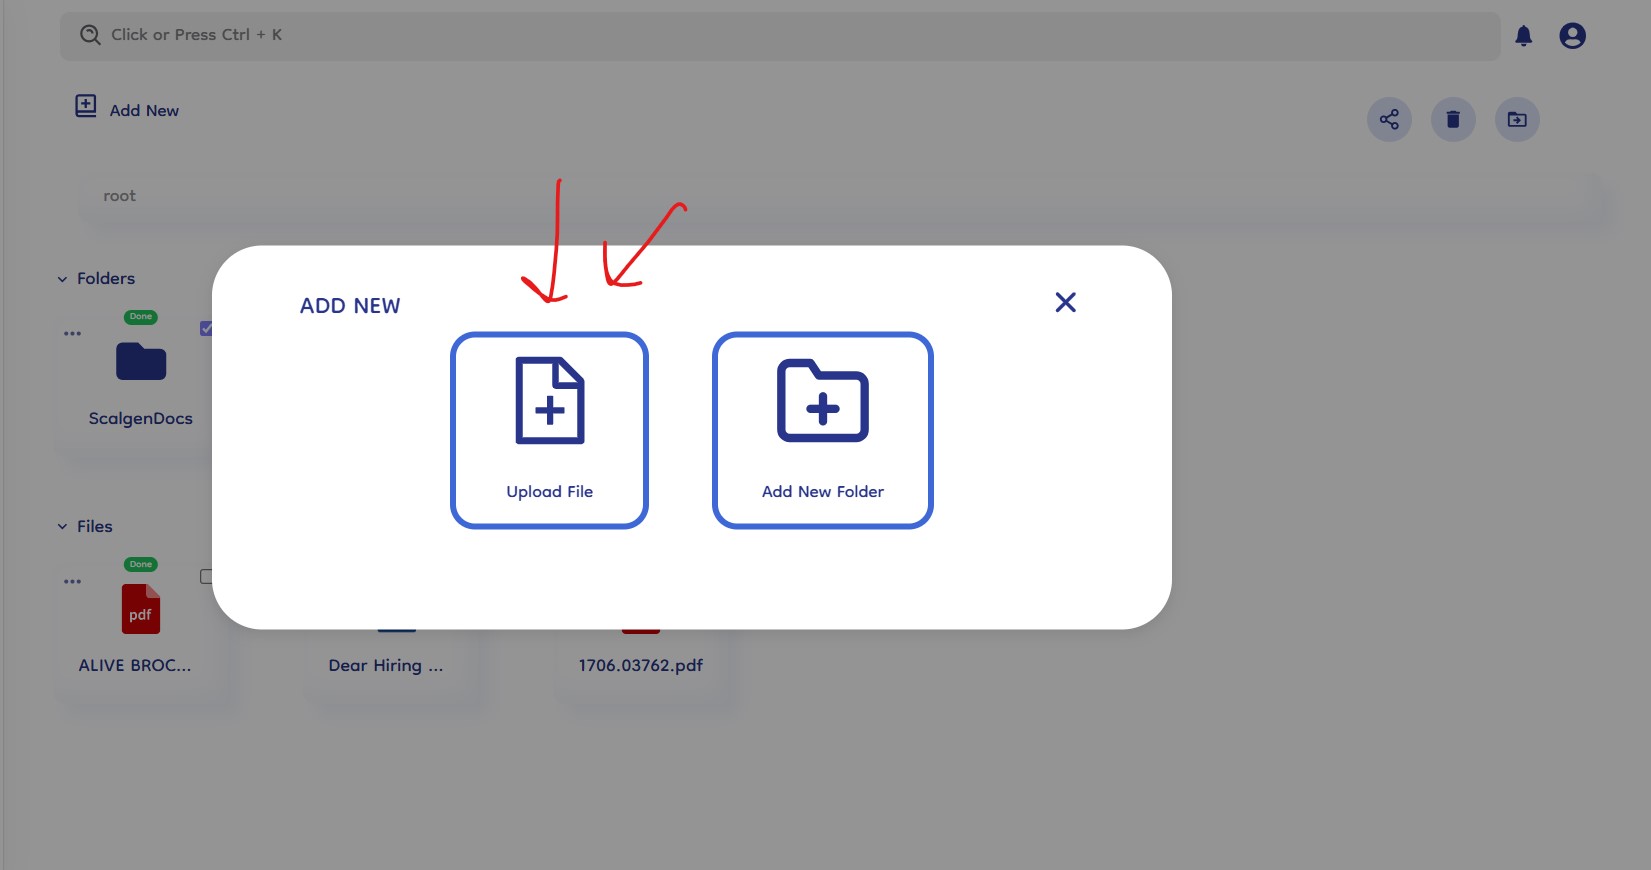 Click or Press Ctrl + K
Add New
root
Folders
Done
ScalgenDocs
ADD NEW
Upload File
Add New Folder
Files
Done
pdf
ALIVE BROC...
Dear Hiring ...
1706.03762.pdf